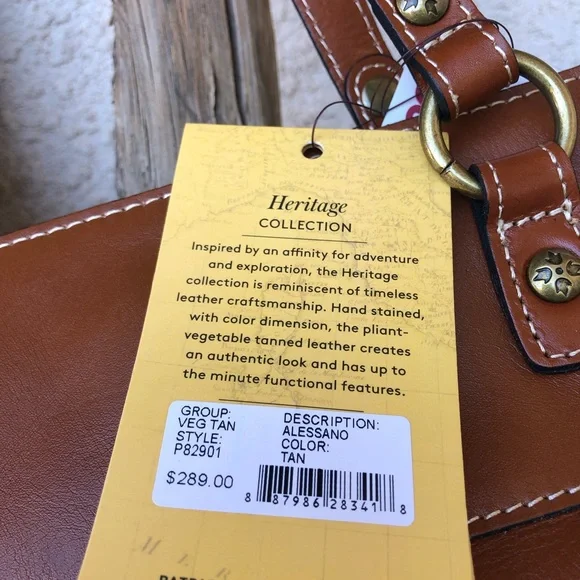 Heritage
COLLECTION
Inspired by an affinity for adventure
and exploration, the Heritage
collection is reminiscent of timeless
leather craftsmanship. Hand stained,
with color dimension, the pliant-
vegetable tanned leather creates
an authentic look and has up to
the minute functional features.
GROUP:
VEG TAN
STYLE:
P82901
$289.00
DESCRIPTION:
ALESSANO
COLOR:
TAN
8 87986 28341 8